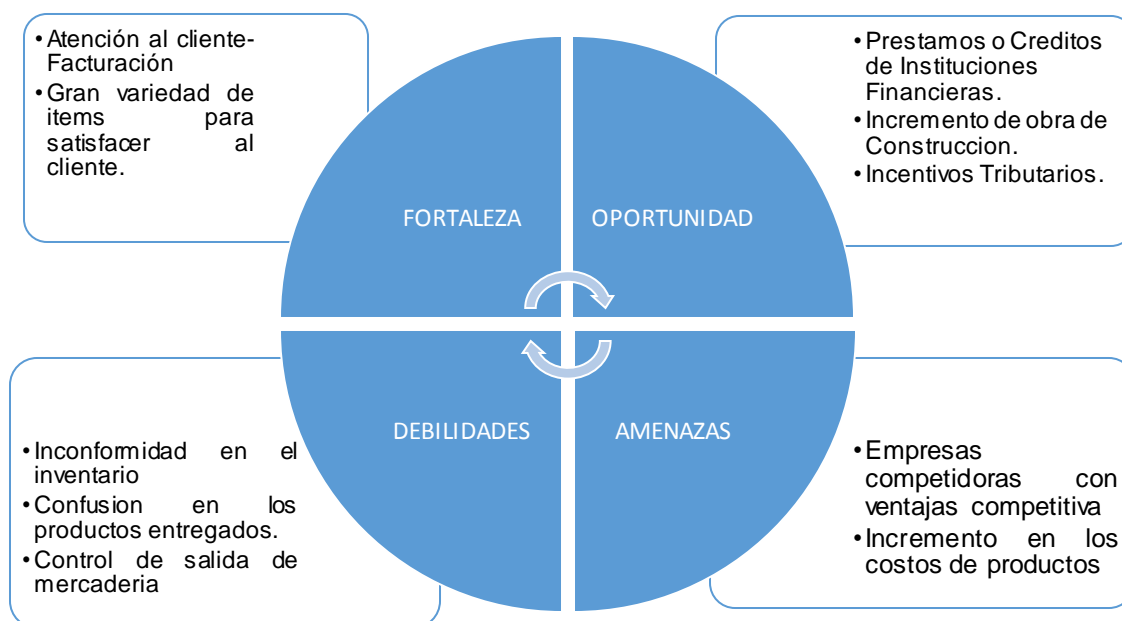 • Atención al cliente-
Facturación
• Gran variedad de
items para
satisfacer al
cliente.
• Prestamos o Creditos
de Instituciones
Financieras.
• Incremento de obra de
Construccion.
• Incentivos Tributarios.
FORTALEZA
OPORTUNIDAD
DEBILIDADES
AMENAZAS
• Inconformidad en el
inventario
• Confusion en los
productos entregados.
• Control de salida de
mercaderia
• Empresas
competidoras con
ventajas competitiva
• Incremento en los
costos de productos